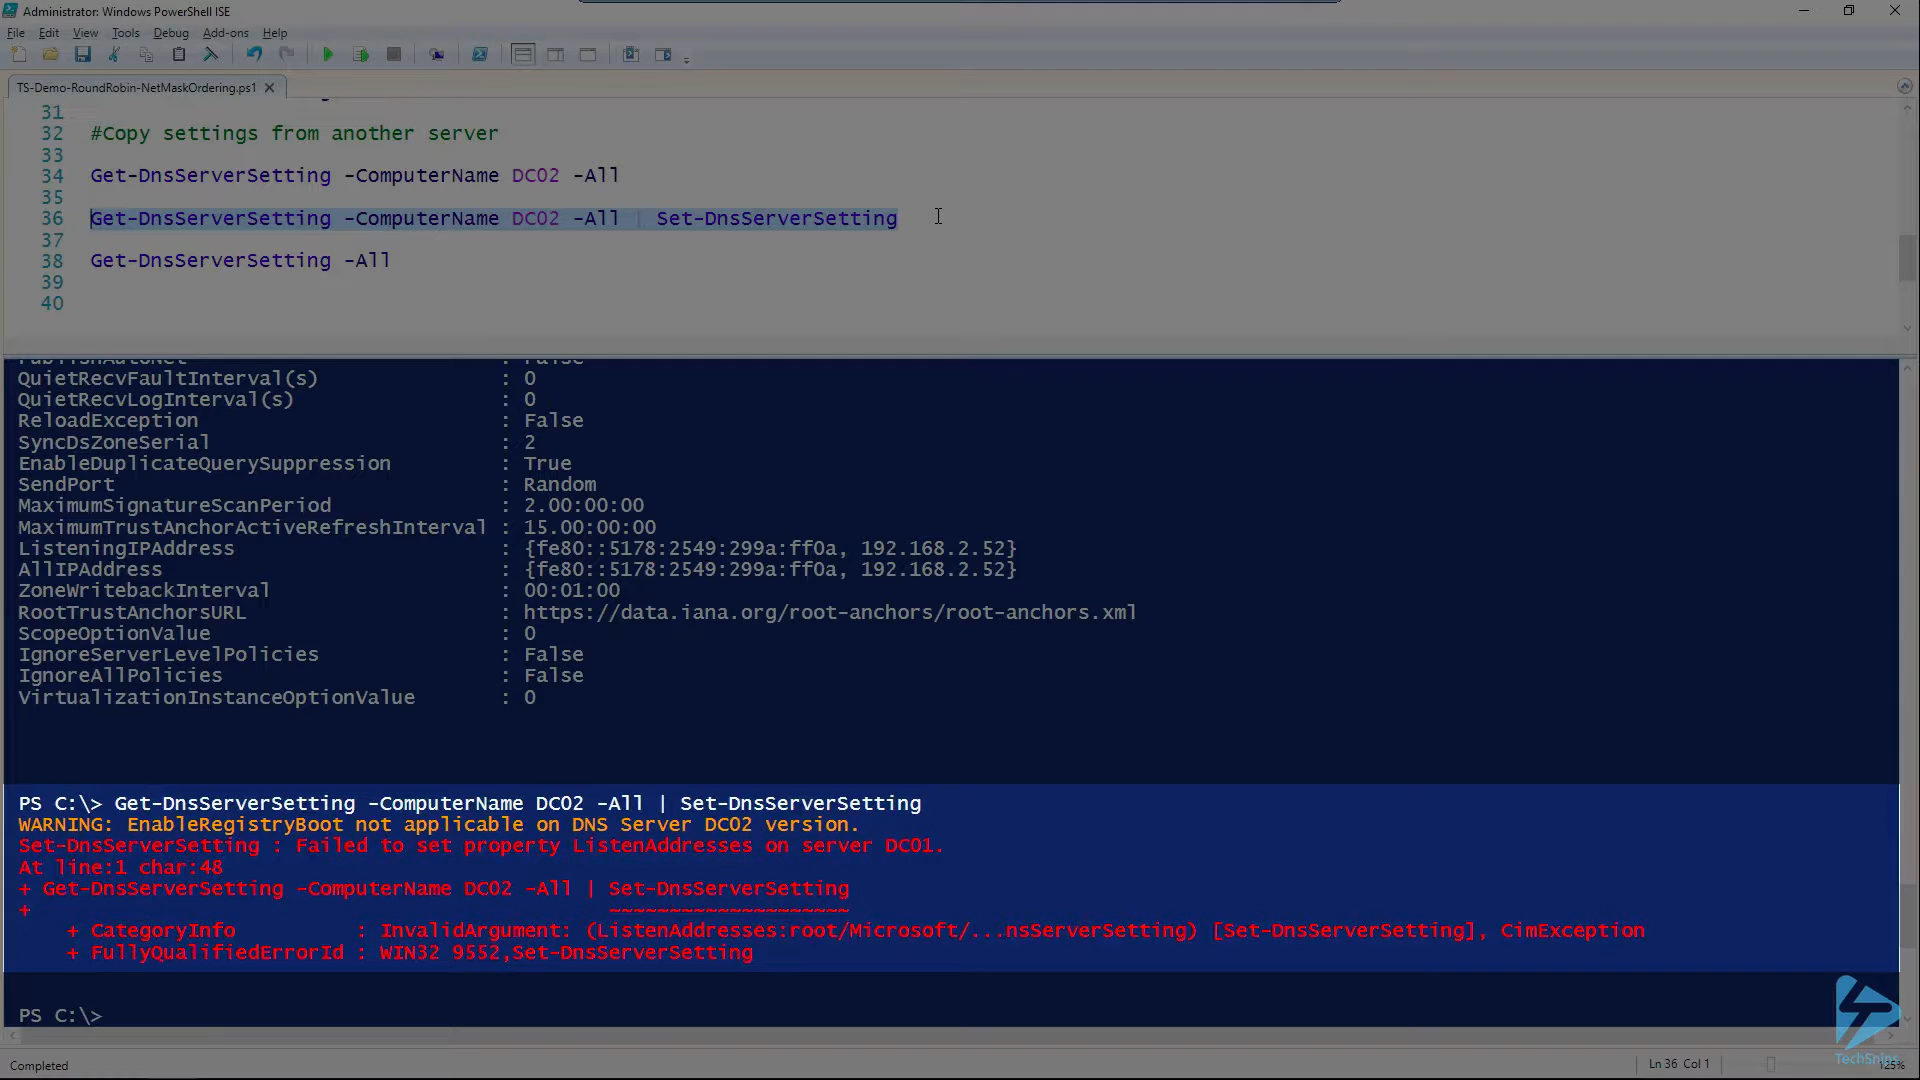 Administrator: Windows PowerShell ISE
File Edit View Tools Debug Add-ons Help
TS-Demo-RoundRobin-NetMaskOrdering.ps1
31
32 #Copy settings from another server
33
34 Get-DnsServerSetting -ComputerName DC02 -All
35
36 Get-DnsServerSetting -ComputerName DC02 -All | Set-DnsServerSetting
37
38 Get-DnsServerSetting -All
39
40
PublishAutoNet : False
QuietRecvFaultInterval(s) : 0
QuietRecvLogInterval(s) : 0
ReloadException : False
SyncDsZoneSerial : 2
EnableDuplicateQuerySuppression : True
SendPort : Random
MaximumSignatureScanPeriod : 2.00:00:00
MaximumTrustAnchorActiveRefreshInterval : 15.00:00:00
ListeningIPAddress : {fe80::5178:2549:299a:ff0a, 192.168.2.52}
AllIPAddress : {fe80::5178:2549:299a:ff0a, 192.168.2.52}
ZoneWritebackInterval : 00:01:00
RootTrustAnchorsURL : https://data.iana.org/root-anchors/root-anchors.xml
ScopeOptionValue : 0
IgnoreServerLevelPolicies : False
IgnoreAllPolicies : False
VirtualizationInstanceOptionValue : 0
PS C:\> Get-DnsServerSetting -ComputerName DC02 -All | Set-DnsServerSetting
WARNING: EnableRegistryBoot not applicable on DNS Server DC02 version.
Set-DnsServerSetting : Failed to set property ListenAddresses on server DC01.
At line:1 char:48
+ Get-DnsServerSetting -ComputerName DC02 -All | Set-DnsServerSetting
+ ~~~~~~~~~~~~~~~~~~~~
+ CategoryInfo : InvalidArgument: (ListenAddresses:root/Microsoft/...nsServerSetting) [Set-DnsServerSetting], CimException
+ FullyQualifiedErrorId : WIN32 9552,Set-DnsServerSetting
PS C:\>
TechSnips
Completed
Ln 36 Col 1
125%